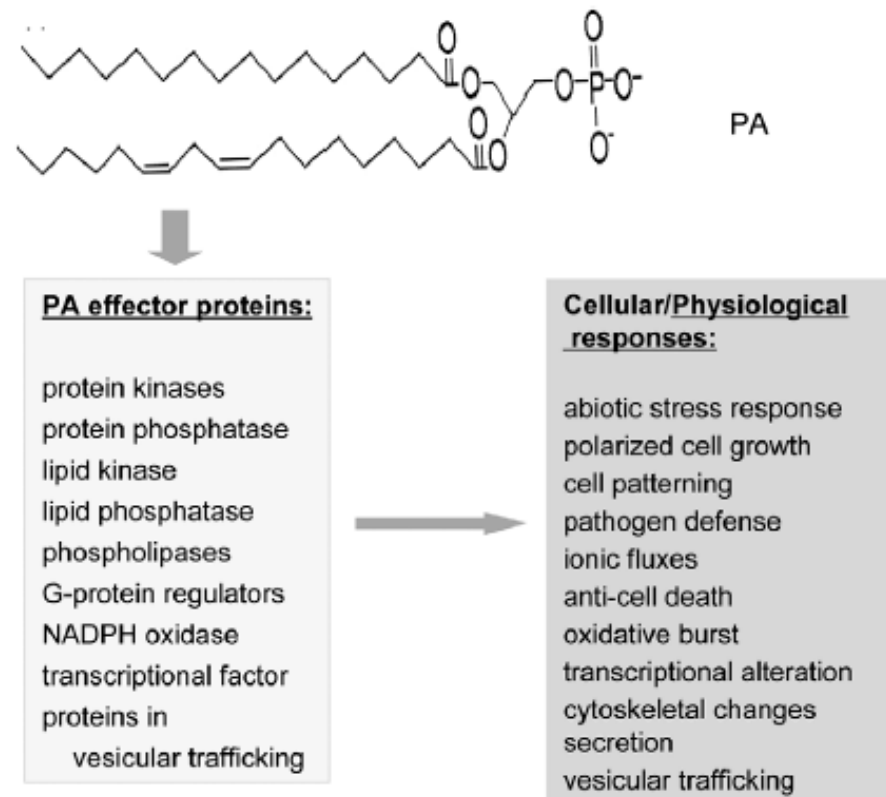 O
O
O
O
P
O-
O-
PA
O
O
PA effector proteins:
protein kinases
protein phosphatase
lipid kinase
lipid phosphatase
phospholipases
G-protein regulators
NADPH oxidase
transcriptional factor
proteins in
vesicular trafficking
Cellular/Physiological
responses:
abiotic stress response
polarized cell growth
cell patterning
pathogen defense
ionic fluxes
anti-cell death
oxidative burst
transcriptional alteration
cytoskeletal changes
secretion
vesicular trafficking